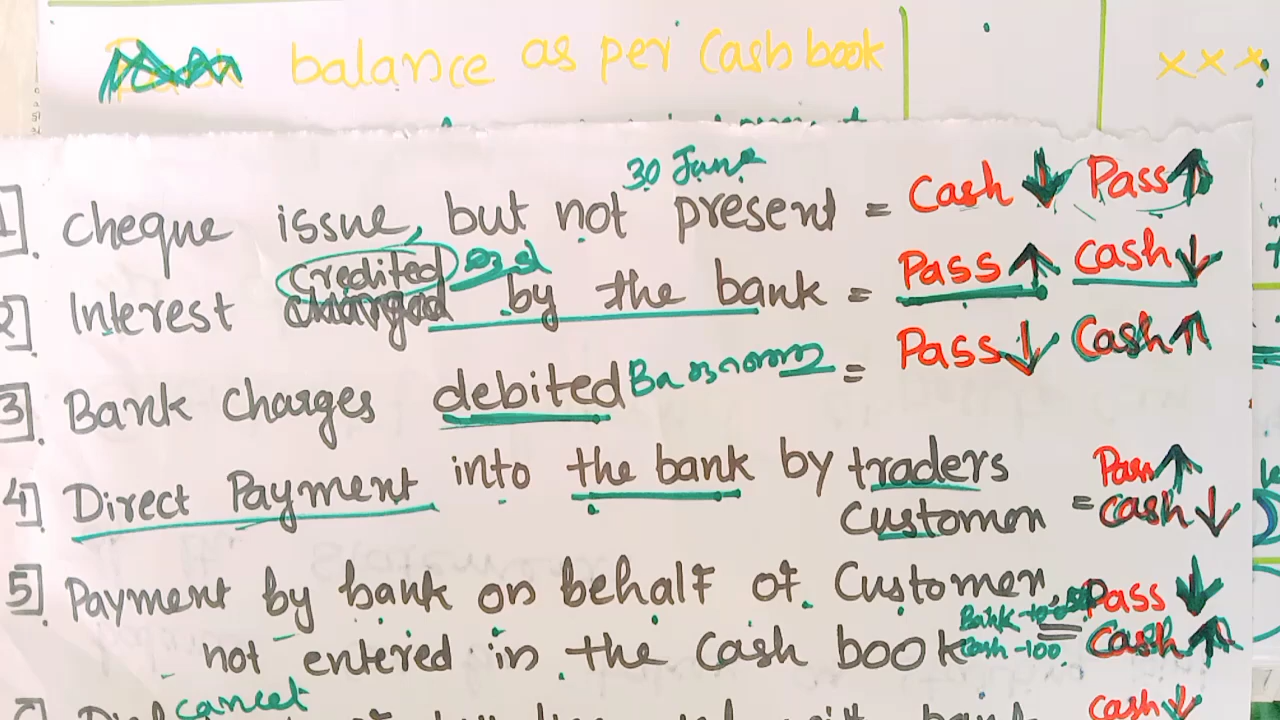 balance as per Cash book xxx
30 June
1] Cheque issue, but not present = Cash ↓ Pass ↑
Credited
2] Interest by the bank = Pass ↑ Cash ↓
3] Bank Charges debited = Pass ↓ Cash ↑
4] Direct Payment into the bank by traders Pass ↑
Customer = Cash ↓
5] Payment by bank on behalf of Customer, Pass ↓
not entered in the Cash book = Cash ↑
Cash -100
cancel
bank cash ↓